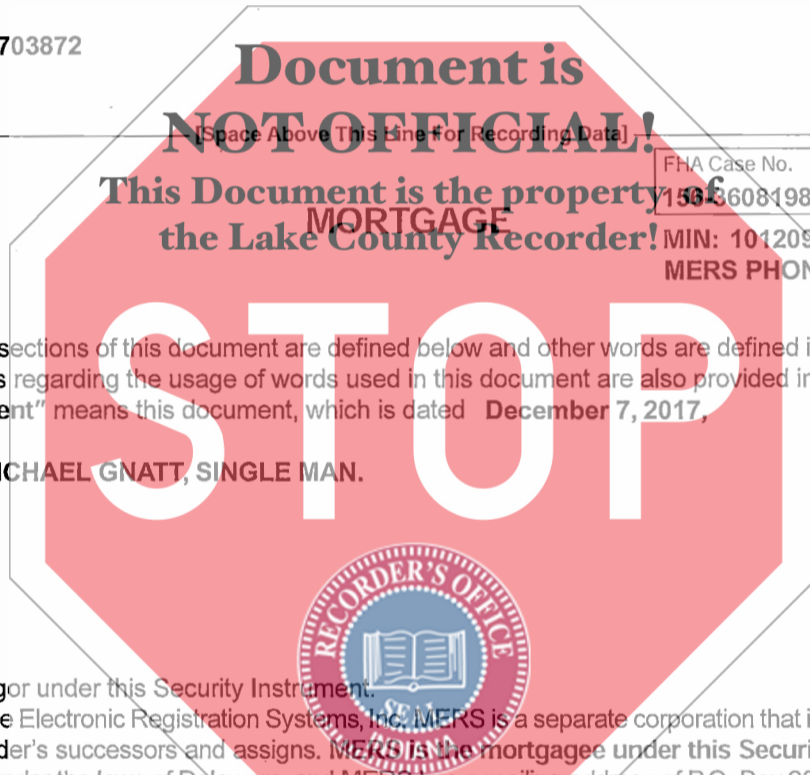 703872
Document is
NOT OFFICIAL!
[Space Above This Line For Recording Data]
FHA Case No.
This Document is the property of
156-3608198
MORTGAGE
the Lake County Recorder!
MIN: 101209
MERS PHON
STOP
sections of this document are defined below and other words are defined i
s regarding the usage of words used in this document are also provided in
ent” means this document, which is dated December 7, 2017,
ICHAEL GNATT, SINGLE MAN.
RECORDER'S OFFICE
SEAL
gor under this Security Instrument.
e Electronic Registration Systems, Inc. MERS is a separate corporation that i
der's successors and assigns. MERS is the mortgagee under this Securi